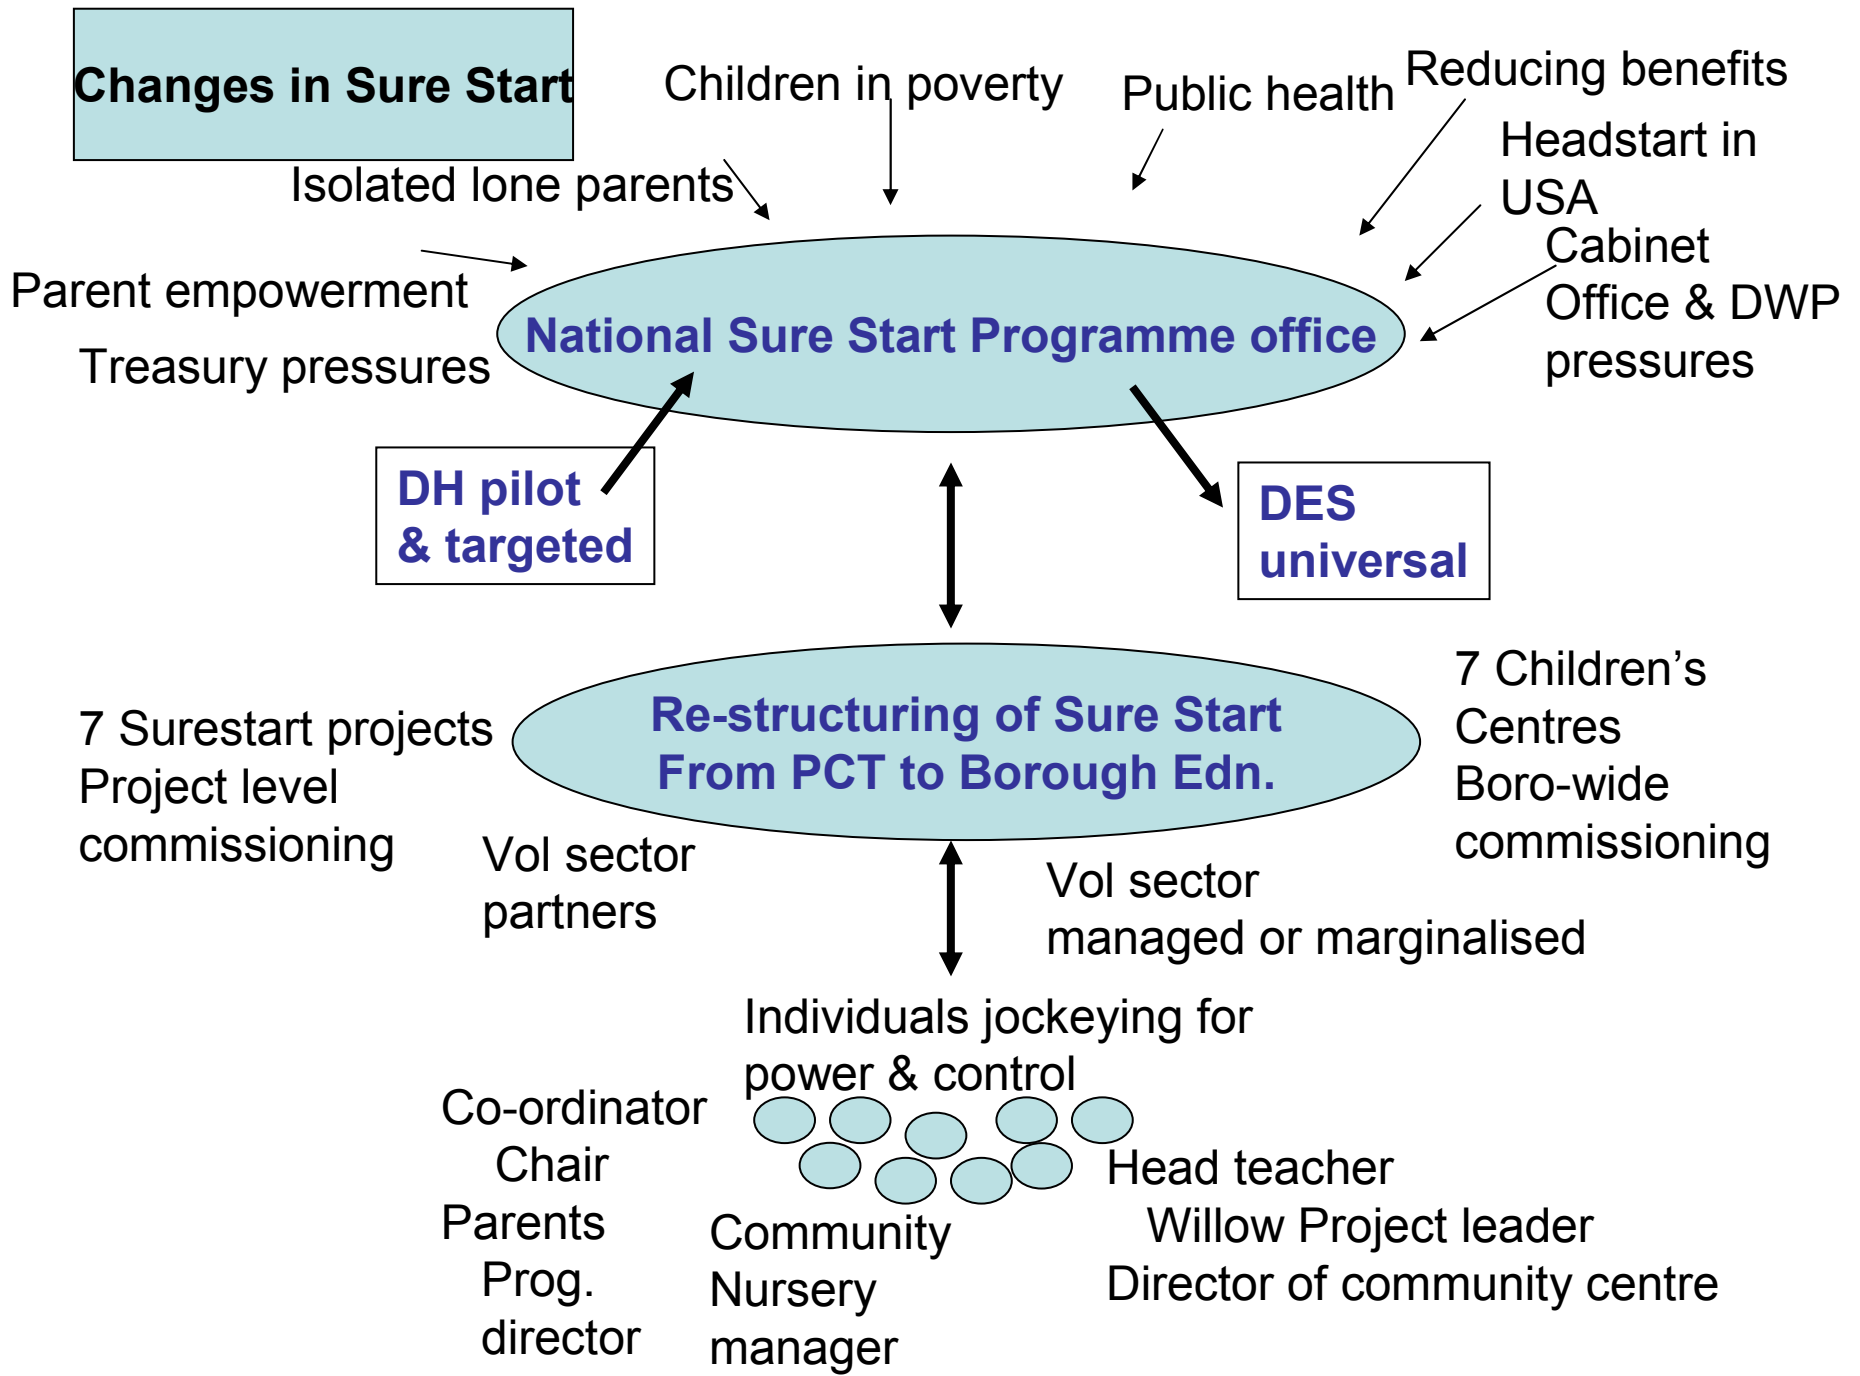 Changes in Sure Start
Children in poverty
Public health
Reducing benefits
Headstart in
USA
Isolated lone parents
Cabinet
Office & DWP
pressures
Parent empowerment
Treasury pressures
National Sure Start Programme office
DH pilot
& targeted
DES
universal
7 Surestart projects
Project level
commissioning
Re-structuring of Sure Start
From PCT to Borough Edn.
7 Children’s
Centres
Boro-wide
commissioning
Vol sector
partners
Vol sector
managed or marginalised
Individuals jockeying for
power & control
Co-ordinator
Chair
Parents
Prog.
director
Community
Nursery
manager
Head teacher
Willow Project leader
Director of community centre